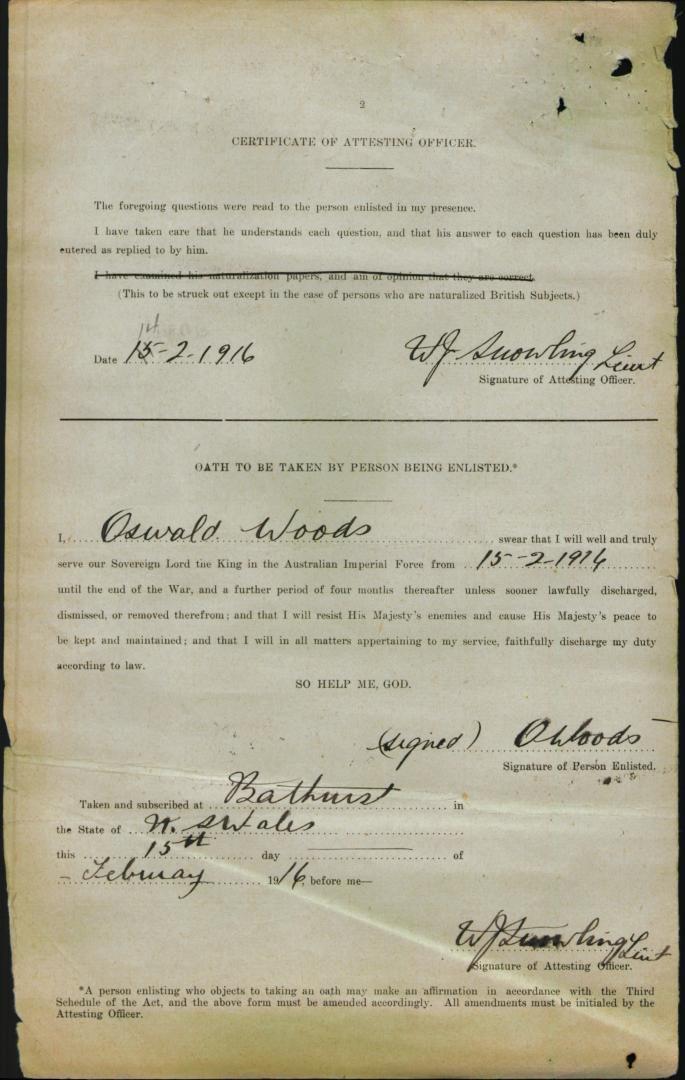 2
CERTIFICATE OF ATTESTING OFFICER.
The foregoing questions were read to the person enlisted in my presence.
I have taken care that he understands each question, and that his answer to each question has been duly
entered as replied to by him.
I have examined his naturalization papers, and am of opinion that they are correct.
(This to be struck out except in the case of persons who are naturalized British Subjects.)
14
Date 15-2-1916 WJ Snowling Lieut
Signature of Attesting Officer.
OATH TO BE TAKEN BY PERSON BEING ENLISTED.*
I, Oswald Woods swear that I will well and truly
serve our Sovereign Lord the King in the Australian Imperial Force from 15-2-1916
until the end of the War, and a further period of four months thereafter unless sooner lawfully discharged,
dismissed, or removed therefrom; and that I will resist His Majesty's enemies and cause His Majesty's peace to
be kept and maintained; and that I will in all matters appertaining to my service, faithfully discharge my duty
according to law.
SO HELP ME, GOD.
(signed) O Woods
Signature of Person Enlisted.
Taken and subscribed at Bathurst in
the State of N. S Wales
this 15th day of
February 1916, before me—
WJ Snowling Lieut
Signature of Attesting Officer.
*A person enlisting who objects to taking an oath may make an affirmation in accordance with the Third
Schedule of the Act, and the above form must be amended accordingly. All amendments must be initialed by the
Attesting Officer.